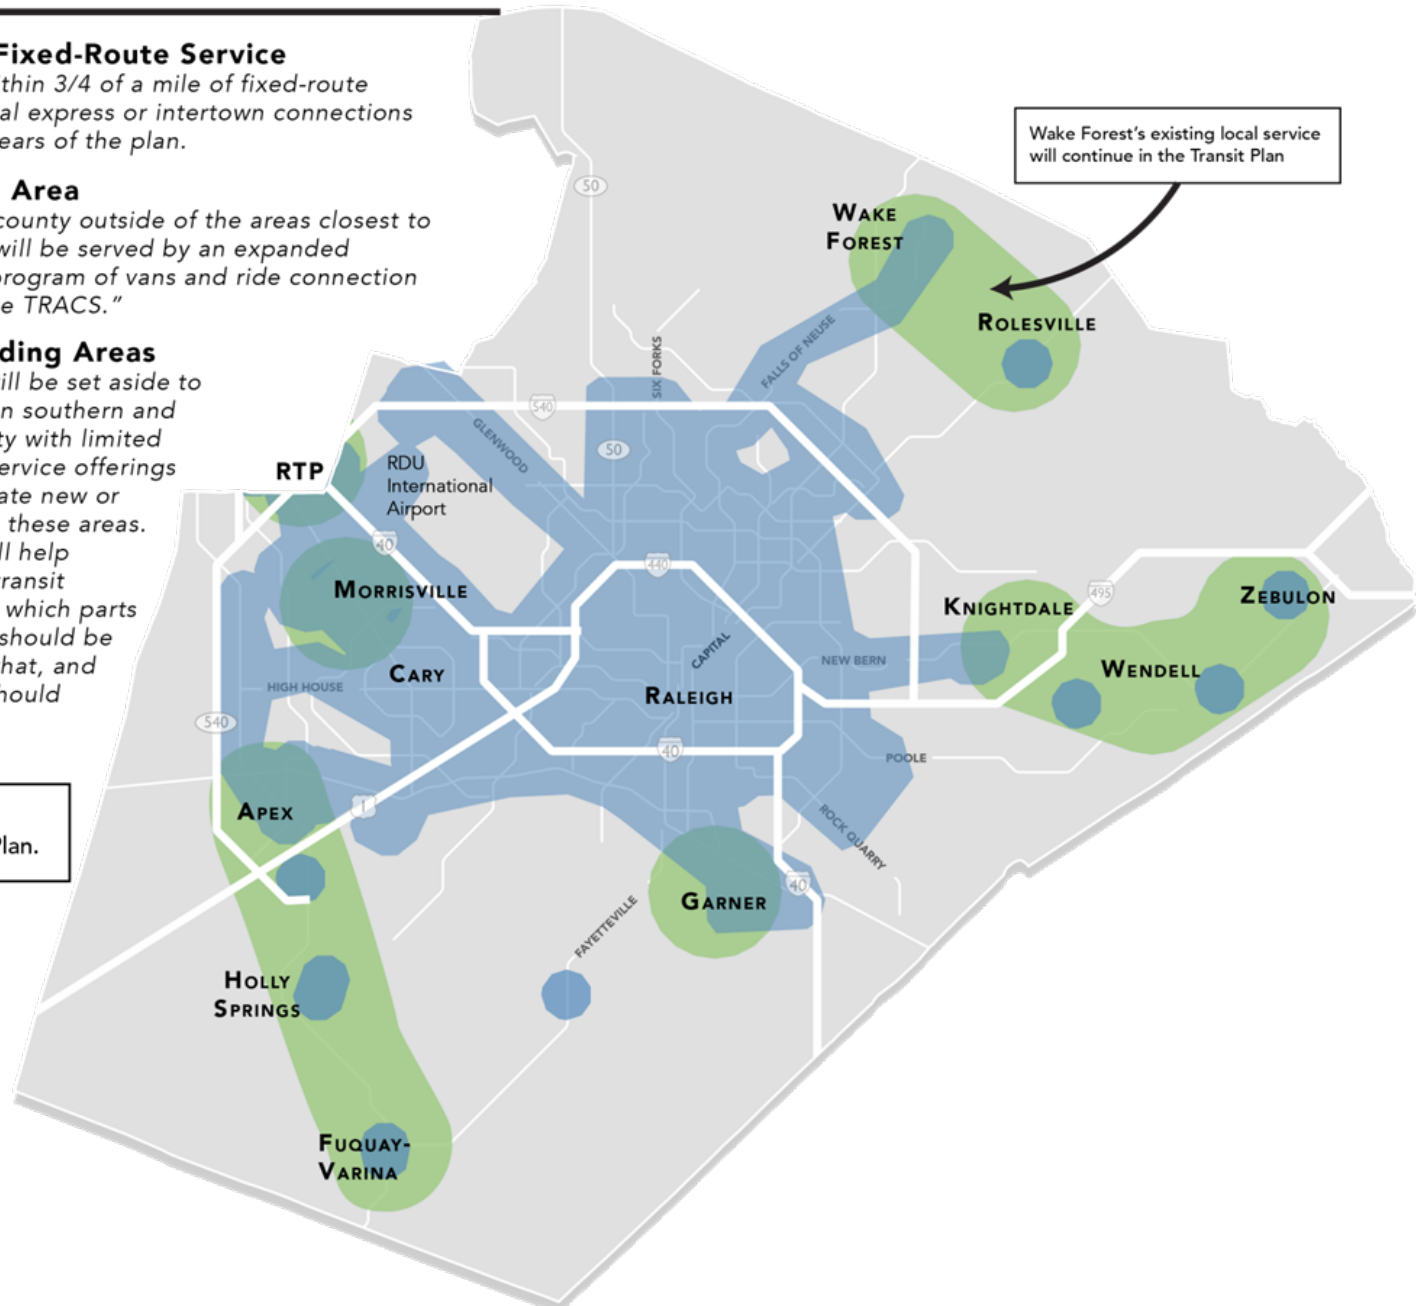 Fixed-Route Service
thin 3/4 of a mile of fixed-route
al express or intertown connections
ears of the plan.
Area
county outside of the areas closest to
will be served by an expanded
program of vans and ride connection
e TRACS.”
ding Areas
ill be set aside to
n southern and
ty with limited
ervice offerings
ate new or
these areas.
ll help
transit
which parts
should be
hat, and
hould
Plan.
Wake Forest’s existing local service
will continue in the Transit Plan
50
WAKE
FOREST
ROLESVILLE
FALLS OF NEUSE
SIX FORKS
540
GLENWOOD
50
RTP
RDU
International
Airport
40
440
MORRISVILLE
KNIGHTDALE
495
ZEBULON
CAPITAL
NEW BERN
WENDELL
CARY
HIGH HOUSE
RALEIGH
540
40
POOLE
1
APEX
ROCK QUARRY
40
GARNER
FAYETTEVILLE
HOLLY
SPRINGS
FUQUAY-
VARINA